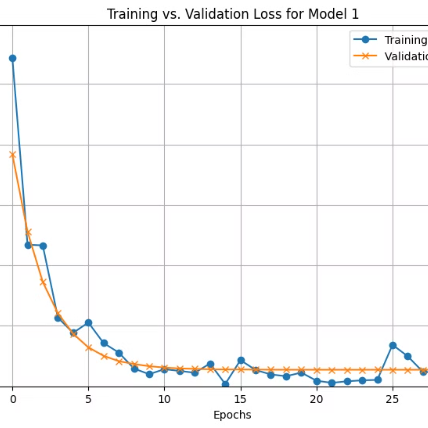 Training vs. Validation Loss for Model 1
Training
Validatio
0 5 10 15 20 25
Epochs